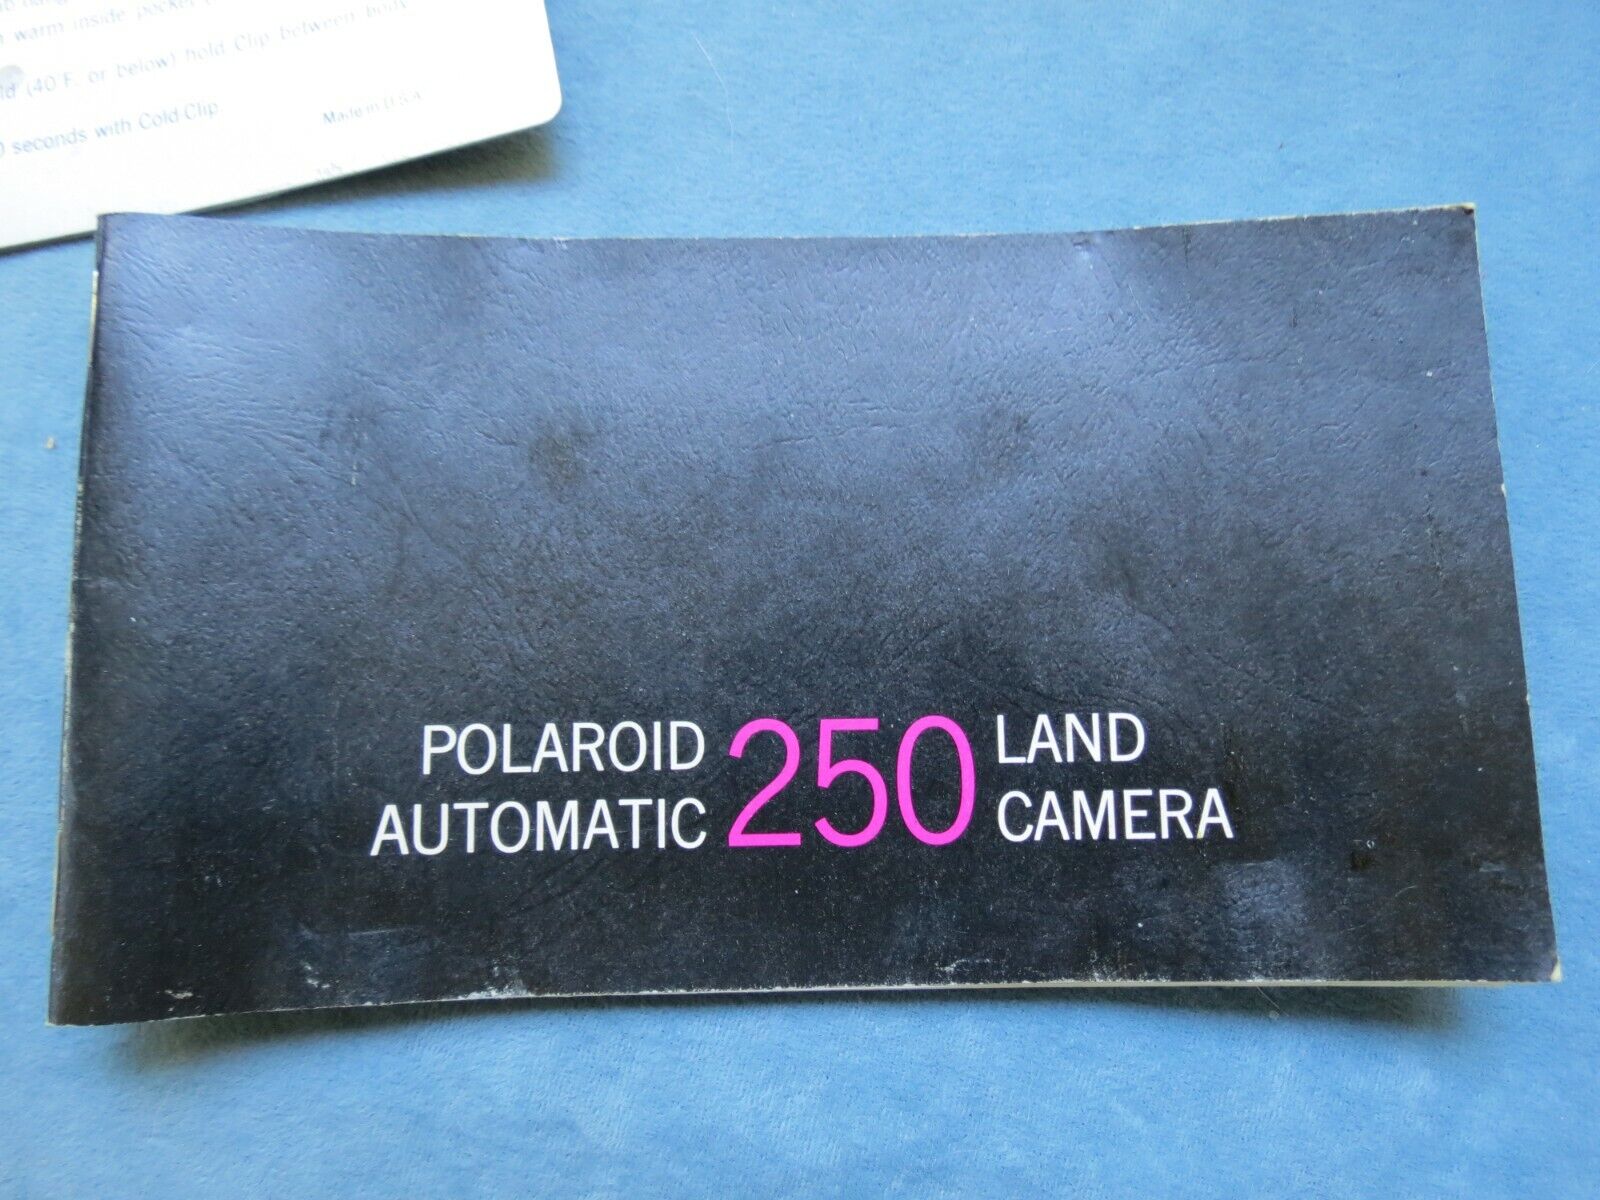 warm inside pocket
(40°F. or below) hold Clip between body
seconds with Cold-Clip.
Made in U.S.A.
POLAROID
AUTOMATIC
250
LAND
CAMERA